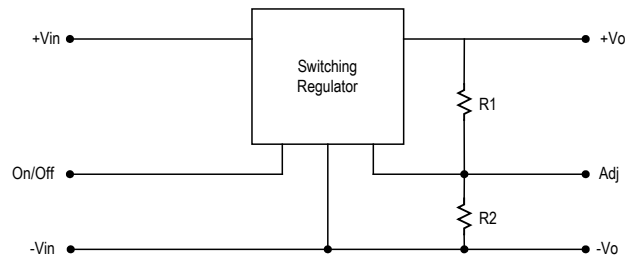 +Vin
Switching
Regulator
+Vo
R1
On/Off
Adj
R2
-Vin
-Vo